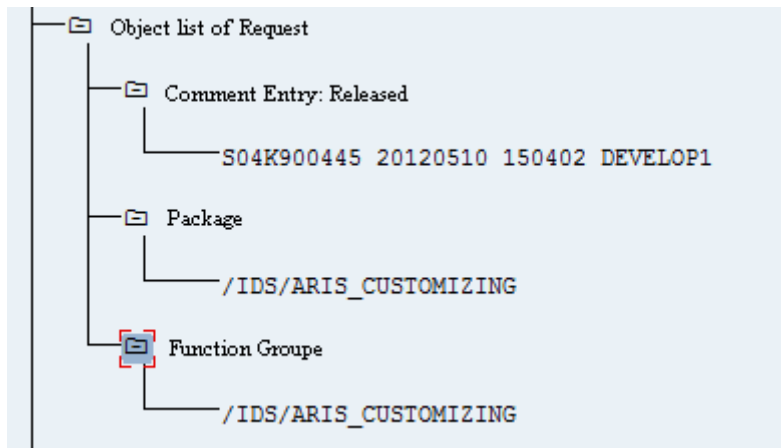 Object list of Request
Comment Entry: Released
S04K900445 20120510 150402 DEVELOP1
Package
/IDS/ARIS_CUSTOMIZING
Function Groupe
/IDS/ARIS_CUSTOMIZING